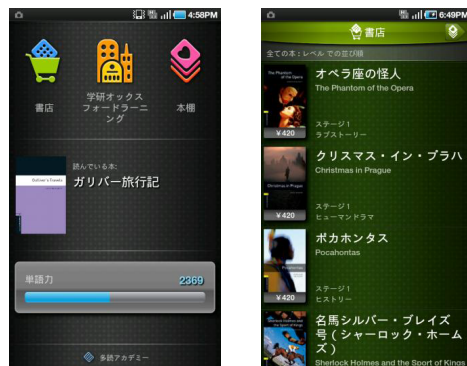 4:58PM
書店
学研オックス
フォードラーニ
ング
本棚
読んでいる本:
Gulliver's Travels
ガリバー旅行記
単語力
2369
多読アカデミー
6:49PM
書店
全ての本：レベル での並び順
The Phantom
of the Opera
¥420
オペラ座の怪人
The Phantom of the Opera
ステージ 1
ラブストーリー
Christmas in Prague
¥420
クリスマス・イン・プラハ
Christmas in Prague
ステージ 1
ヒューマンドラマ
Pocahontas
¥420
ポカホンタス
Pocahontas
ステージ 1
ヒストリー
Sherlock Holmes and
the Sport of Kings
名馬シルバー・ブレイズ
号（シャーロック・ホーム
ズ）
Sherlock Holmes and the Sport of Kings